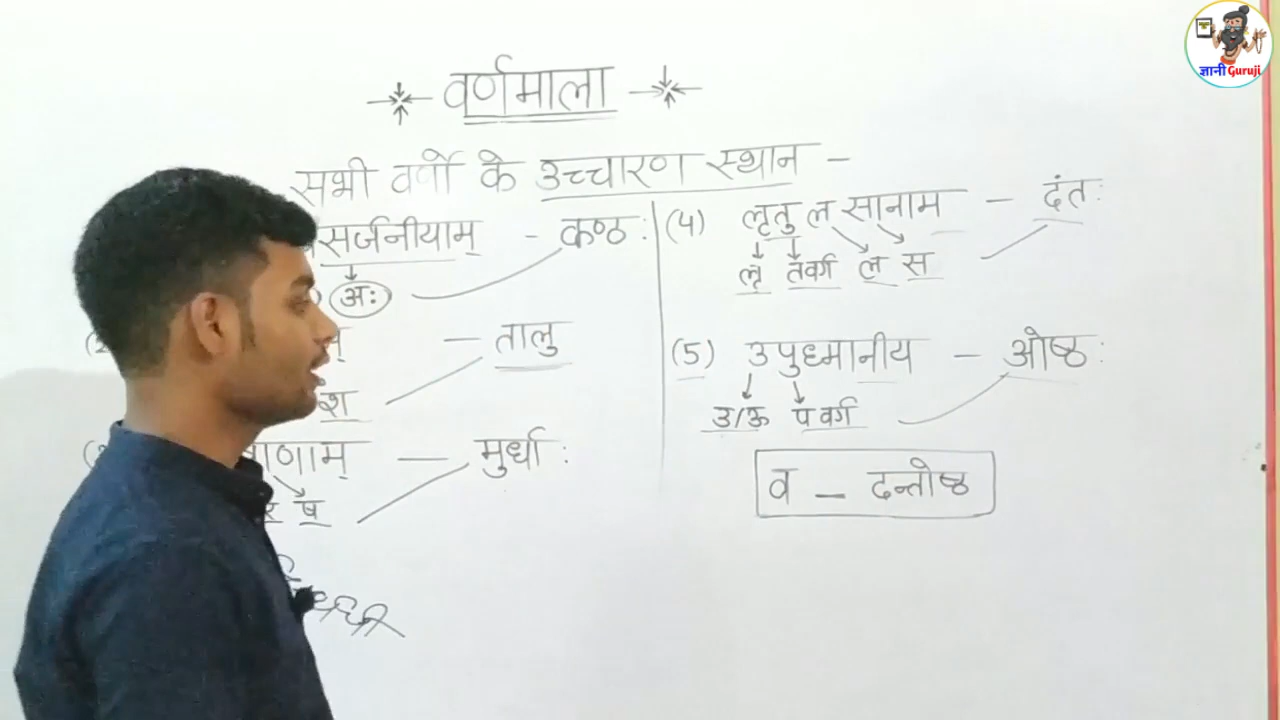 ज्ञानी Guruji
वर्णमाला
सभी वर्णो के उच्चारण स्थान -
सर्जनीयाम् - कण्ठः
अः
- तालु
श
णाम् - मुर्धाः
र ष
(4) लृतु ल सानाम - दंतः
लृ तवर्ग ल स
(5) उपुध्मानीय - ओष्ठः
उ/ऊ पवर्ग
व - दन्तोष्ठ